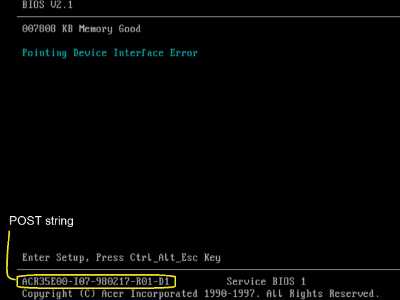 BIOS V2.1
007808 KB Memory Good
Pointing Device Interface Error
POST string
Enter Setup, Press Ctrl_Alt_Esc Key
ACR35E00-I07-980217-R01-D1 Service BIOS 1
Copyright (C) Acer Incorporated 1990-1997. All Rights Reserved.